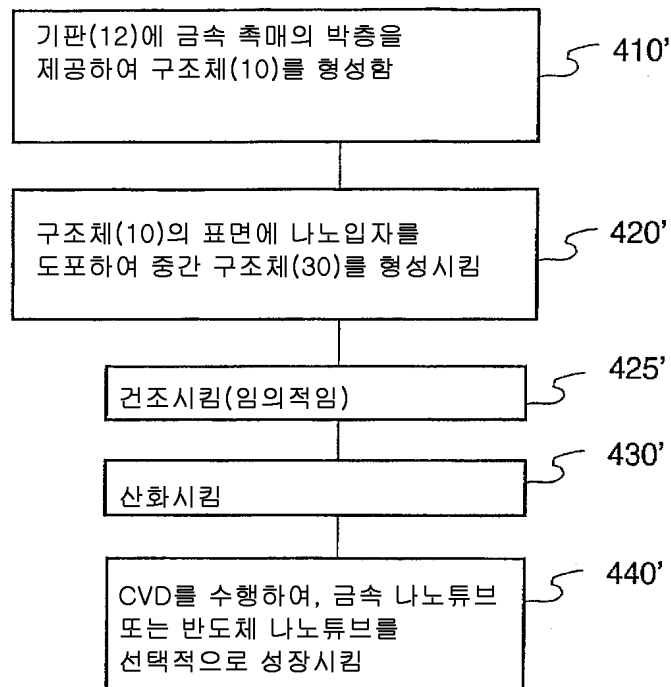 기판(12)에 금속 촉매의 박층을
제공하여 구조체(10)를 형성함
410'
구조체(10)의 표면에 나노입자를
도포하여 중간 구조체(30)를 형성시킴
420'
건조시킴(임의적임)
425'
산화시킴
430'
CVD를 수행하여, 금속 나노튜브
또는 반도체 나노튜브를
선택적으로 성장시킴
440'